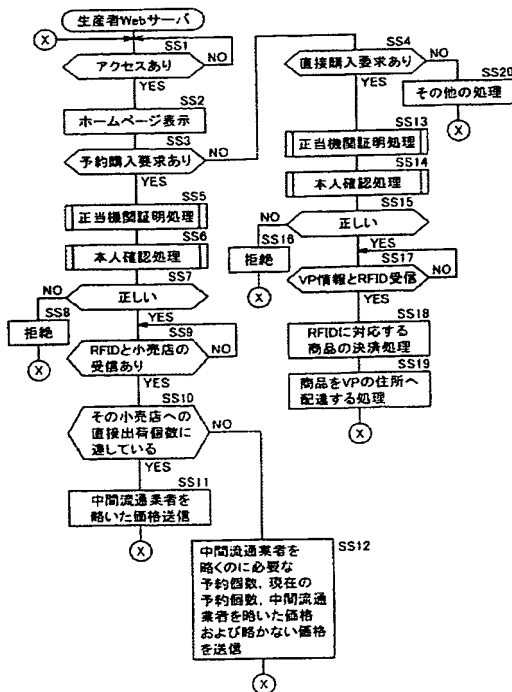 生産者Webサーバ
X
SS1
アクセスあり
NO
YES
SS2
ホームページ表示
SS3
予約購入要求あり
NO
YES
SS5
正当機関証明処理
SS6
本人確認処理
SS7
NO
正しい
SS8
YES
拒絶
SS9
X
RFIDと小売店の
受信あり
NO
YES
SS10
その小売店への
直接出荷個数に
達している
NO
YES
SS11
中間流通業者を
略いた価格送信
X
SS12
中間流通業者を
略くのに必要な
予約個数,現在の
予約個数,中間流通
業者を略いた価格
および略かない価格
を送信
X
SS4
直接購入要求あり
NO
YES
SS20
その他の処理
X
SS13
正当機関証明処理
SS14
本人確認処理
SS15
NO
正しい
SS16
YES
拒絶
SS17
X
VP情報とRFID受信
NO
YES
SS18
RFIDに対応する
商品の決済処理
SS19
商品をVPの住所へ
配達する処理
X